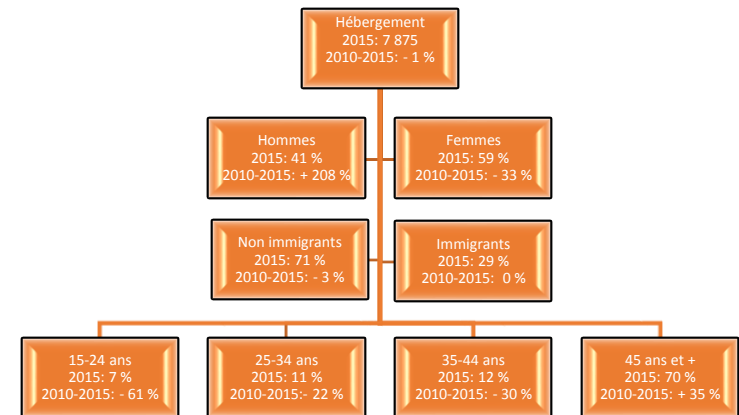 Hébergement
2015: 7 875
2010-2015: - 1 %
Hommes
2015: 41 %
2010-2015: + 208 %
Femmes
2015: 59 %
2010-2015: - 33 %
Non immigrants
2015: 71 %
2010-2015: - 3 %
Immigrants
2015: 29 %
2010-2015:  0 %
15-24 ans
2015: 7 %
2010-2015: - 61 %
25-34 ans
2015: 11 %
2010-2015:- 22 %
35-44 ans
2015: 12 %
2010-2015: - 30 %
45 ans et +
2015: 70 %
2010-2015: + 35 %